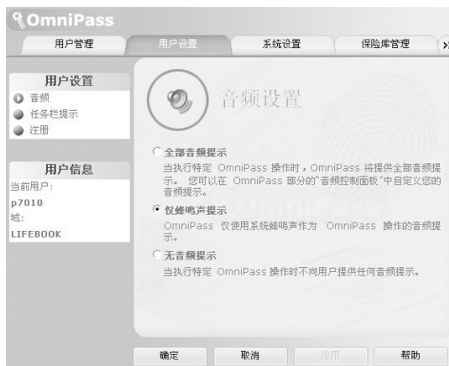 OmniPass
用户管理
用户设置
系统设置
保险库管理
用户设置
音频
任务栏提示
注册
用户信息
当前用户:
p7010
域:
LIFEBOOK
音频设置
全部音频提示
当执行特定 OmniPass 操作时，OmniPass 将提供全部音频提
示。 您可以在 OmniPass 部分的"音频控制面板"中自定义您的
音频提示。
仅蜂鸣声提示
OmniPass 仅使用系统蜂鸣声作为 OmniPass 操作的音频提
示。
无音频提示
当执行特定 OmniPass 操作时不向用户提供任何音频提示。
确定
取消
应用
帮助